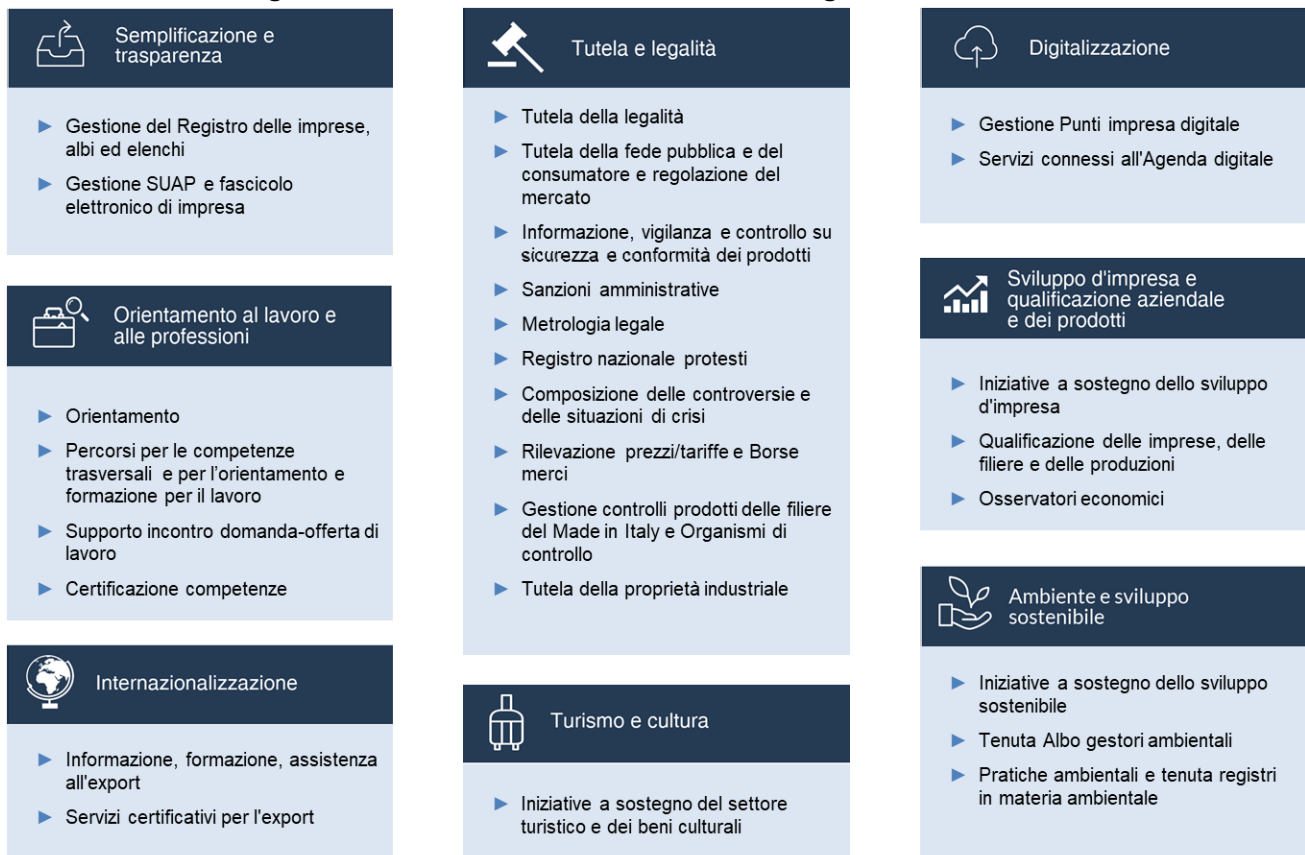 Semplificazione e
trasparenza
► Gestione del Registro delle imprese,
albi ed elenchi
► Gestione SUAP e fascicolo
elettronico di impresa
Orientamento al lavoro e
alle professioni
► Orientamento
► Percorsi per le competenze
trasversali e per l'orientamento e
formazione per il lavoro
► Supporto incontro domanda-offerta di
lavoro
► Certificazione competenze
Internazionalizzazione
► Informazione, formazione, assistenza
all'export
► Servizi certificativi per l'export
Tutela e legalità
► Tutela della legalità
► Tutela della fede pubblica e del
consumatore e regolazione del
mercato
► Informazione, vigilanza e controllo su
sicurezza e conformità dei prodotti
► Sanzioni amministrative
► Metrologia legale
► Registro nazionale protesti
► Composizione delle controversie e
delle situazioni di crisi
► Rilevazione prezzi/tariffe e Borse
merci
► Gestione controlli prodotti delle filiere
del Made in Italy e Organismi di
controllo
► Tutela della proprietà industriale
Turismo e cultura
► Iniziative a sostegno del settore
turistico e dei beni culturali
Digitalizzazione
► Gestione Punti impresa digitale
► Servizi connessi all'Agenda digitale
Sviluppo d'impresa e
qualificazione aziendale
e dei prodotti
► Iniziative a sostegno dello sviluppo
d'impresa
► Qualificazione delle imprese, delle
filiere e delle produzioni
► Osservatori economici
Ambiente e sviluppo
sostenibile
► Iniziative a sostegno dello sviluppo
sostenibile
► Tenuta Albo gestori ambientali
► Pratiche ambientali e tenuta registri
in materia ambientale